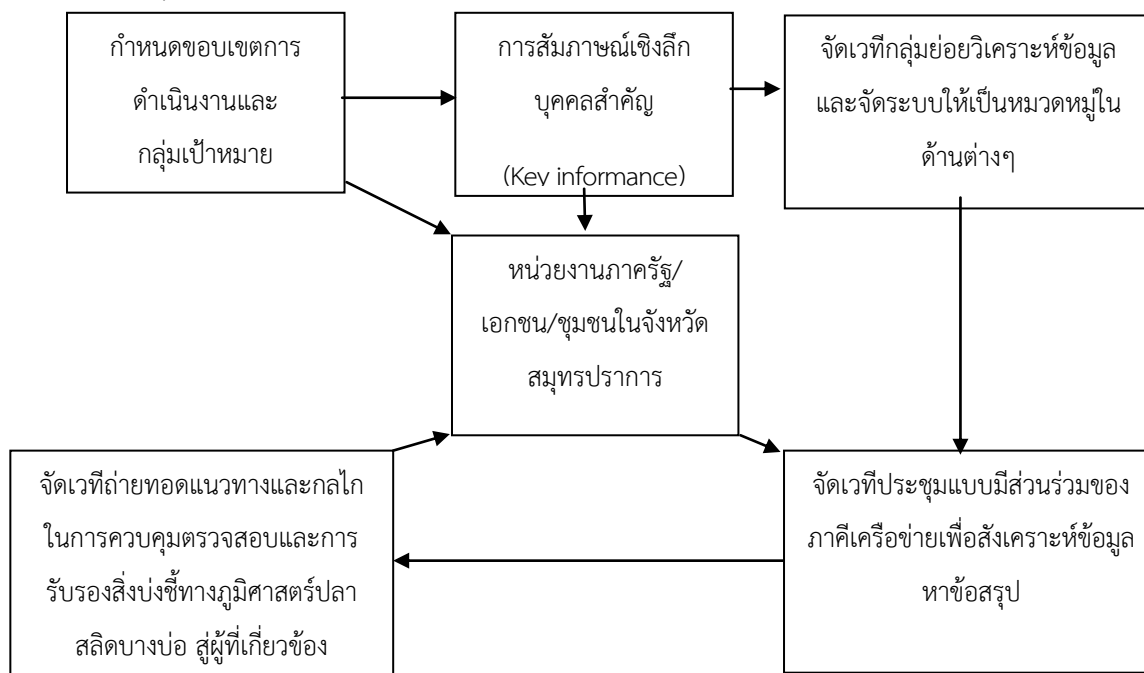 กำหนดขอบเขตการ
ดำเนินงานและ
กลุ่มเป้าหมาย
การสัมภาษณ์เชิงลึก
บุคคลสำคัญ
(Key informance)
จัดเวทีกลุ่มย่อยวิเคราะห์ข้อมูล
และจัดระบบให้เป็นหมวดหมู่ใน
ด้านต่างๆ
หน่วยงานภาครัฐ/
เอกชน/ชุมชนในจังหวัด
สมุทรปราการ
จัดเวทีถ่ายทอดแนวทางและกลไก
ในการควบคุมตรวจสอบและการ
รับรองสิ่งบ่งชี้ทางภูมิศาสตร์ปลา
สลิดบางบ่อ สู่ผู้ที่เกี่ยวข้อง
จัดเวทีประชุมแบบมีส่วนร่วมของ
ภาคีเครือข่ายเพื่อสังเคราะห์ข้อมูล
หาข้อสรุป